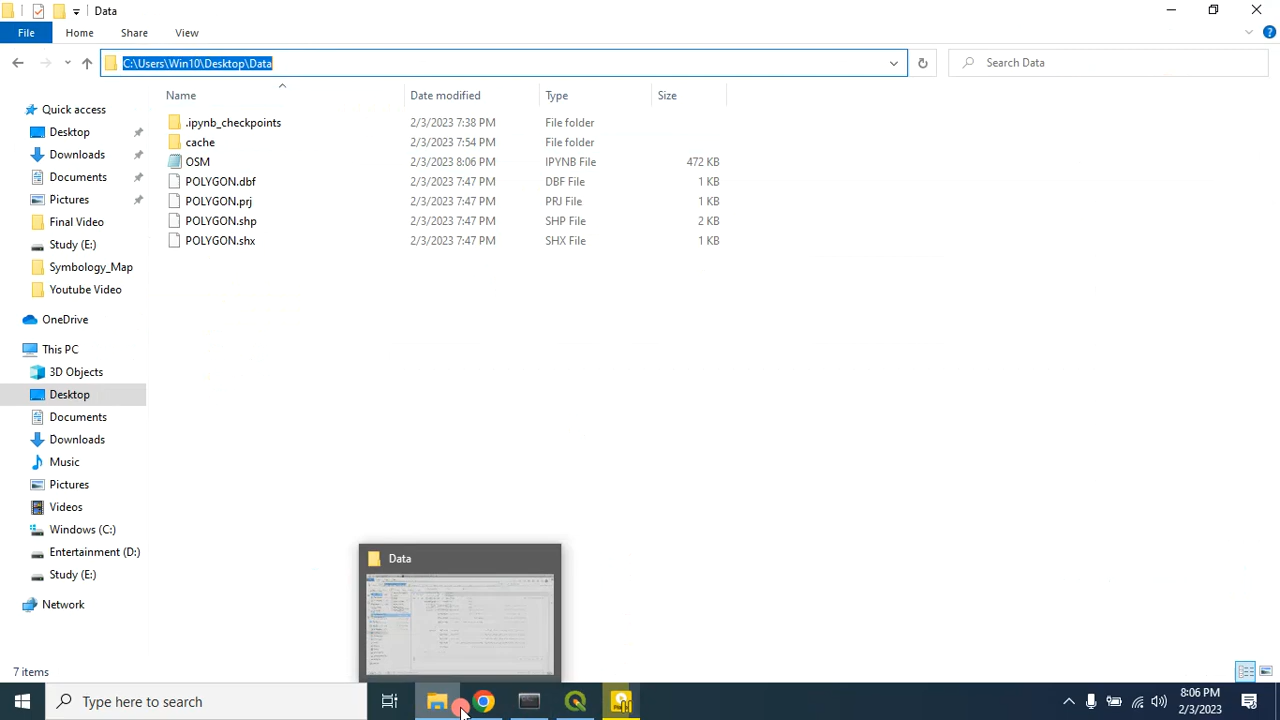 Data
File Home Share View
C:\Users\Win10\Desktop\Data Search Data
Name Date modified Type Size
.ipynb_checkpoints 2/3/2023 7:38 PM File folder
cache 2/3/2023 7:54 PM File folder
OSM 2/3/2023 8:06 PM IPYNB File 472 KB
POLYGON.dbf 2/3/2023 7:47 PM DBF File 1 KB
POLYGON.prj 2/3/2023 7:47 PM PRJ File 1 KB
POLYGON.shp 2/3/2023 7:47 PM SHP File 2 KB
POLYGON.shx 2/3/2023 7:47 PM SHX File 1 KB
Quick access
Desktop
Downloads
Documents
Pictures
Final Video
Study (E:)
Symbology_Map
Youtube Video
OneDrive
This PC
3D Objects
Desktop
Documents
Downloads
Music
Pictures
Videos
Windows (C:)
Entertainment (D:)
Study (E:)
Network
Data
7 items
Type here to search
8:06 PM
2/3/2023